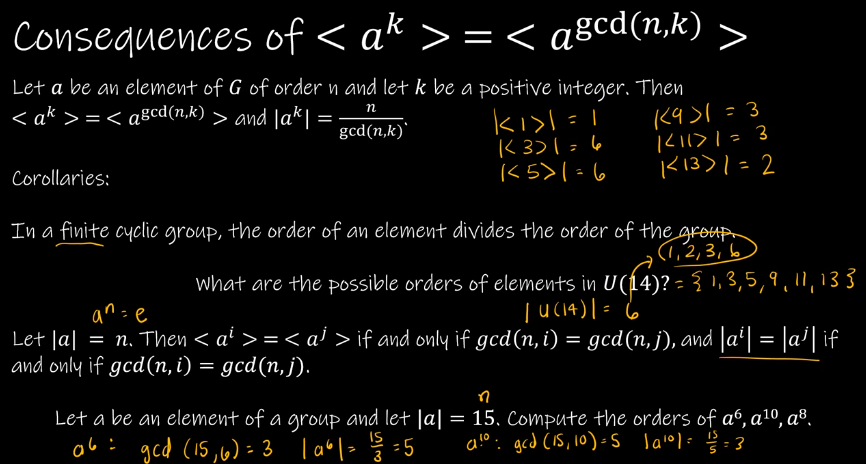 Consequences of < a^k > = < a^gcd(n,k) >
Let a be an element of G of order n and let k be a positive integer. Then
< a^k > = < a^gcd(n,k) > and |a^k| = n/gcd(n,k).
|<1>| = 1 |<9>| = 3
|<3>| = 6 |<11>| = 3
|<5>| = 6 |<13>| = 2
Corollaries:
In a finite cyclic group, the order of an element divides the order of the group.
1, 2, 3, 6
What are the possible orders of elements in U(14)? = {1, 3, 5, 9, 11, 13}
a^n = e |U(14)| = 6
Let |a| = n. Then < a^i > = < a^j > if and only if gcd(n, i) = gcd(n, j), and |a^i| = |a^j| if
and only if gcd(n, i) = gcd(n, j).
n
Let a be an element of a group and let |a| = 15. Compute the orders of a^6, a^10, a^8.
a^6: gcd (15, 6) = 3 |a^6| = 15/3 = 5 a^10: gcd (15, 10) = 5 |a^10| = 15/5 = 3